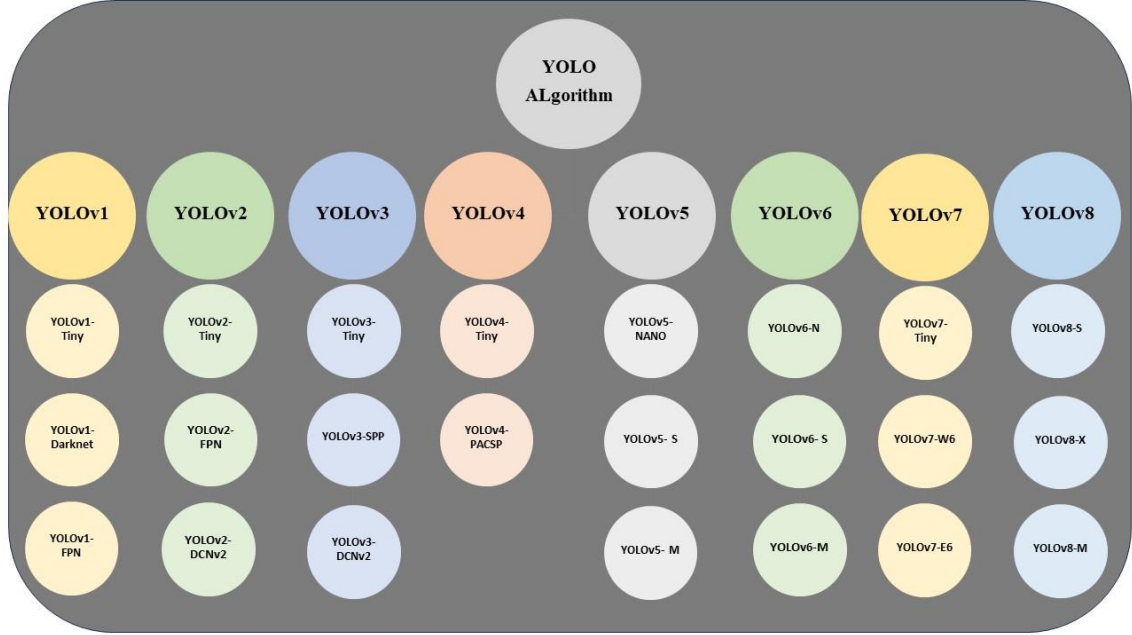 YOLO
ALgorithm
YOLOv1
YOLOv2
YOLOv3
YOLOv4
YOLOv5
YOLOv6
YOLOv7
YOLOv8
YOLOv1-
Tiny
YOLOv2-
Tiny
YOLOv3-
Tiny
YOLOv4-
Tiny
YOLOv5-
NANO
YOLOv6-N
YOLOv7-
Tiny
YOLOv8-S
YOLOv1-
Darknet
YOLOv2-
FPN
YOLOv3-SPP
YOLOv4-
PACSP
YOLOv5- S
YOLOv6- S
YOLOv7-W6
YOLOv8-X
YOLOv1-
FPN
YOLOv2-
DCNv2
YOLOv3-
DCNv2
YOLOv5- M
YOLOv6-M
YOLOv7-E6
YOLOv8-M